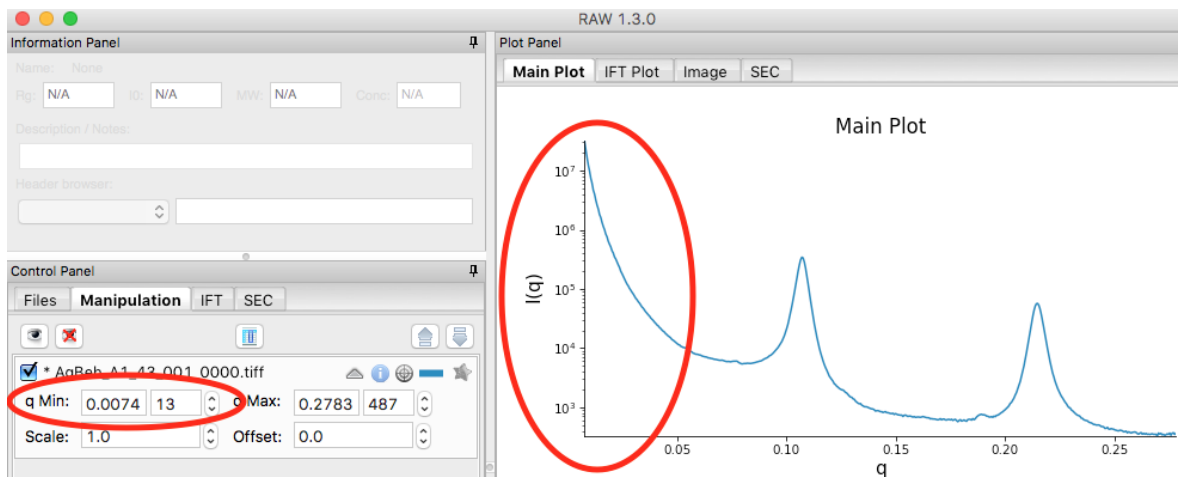 RAW 1.3.0
Information Panel
Name: None
Rg: N/A I0: N/A MW: N/A Conc: N/A
Description / Notes:
Header browser:
Control Panel
Files Manipulation IFT SEC
* AgBeh_A1_43_001_0000.tiff
q Min: 0.0074 13 q Max: 0.2783 487
Scale: 1.0 Offset: 0.0
Plot Panel
Main Plot IFT Plot Image SEC
Main Plot
10⁷
10⁶
10⁵
10⁴
10³
I(q)
0.05 0.10 0.15 0.20 0.25
q